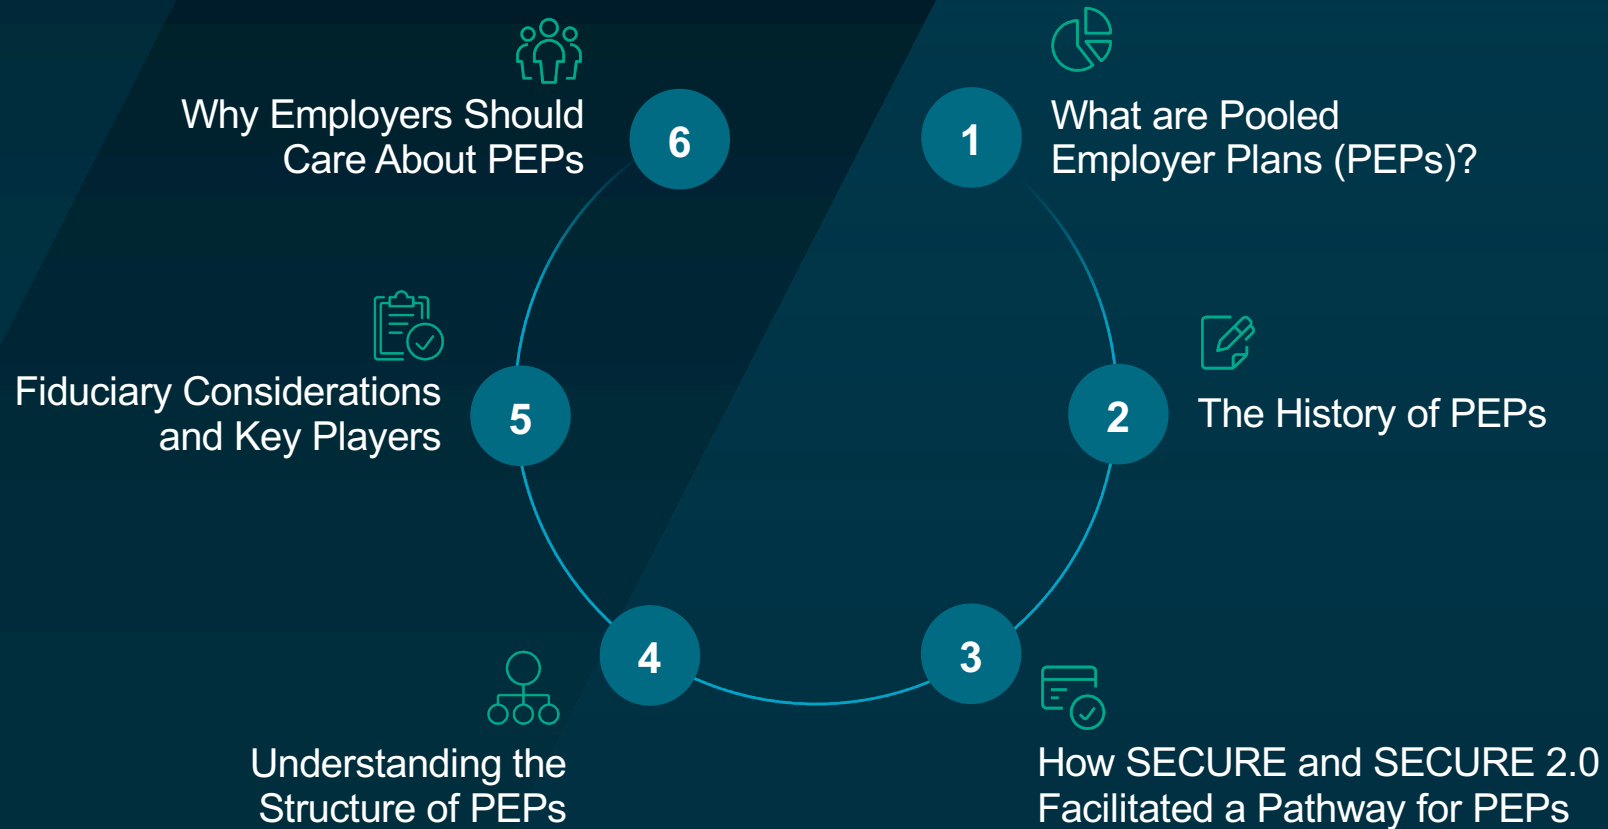 1
What are Pooled
Employer Plans (PEPs)?
2
The History of PEPs
3
How SECURE and SECURE 2.0
Facilitated a Pathway for PEPs
4
Understanding the
Structure of PEPs
5
Fiduciary Considerations
and Key Players
6
Why Employers Should
Care About PEPs